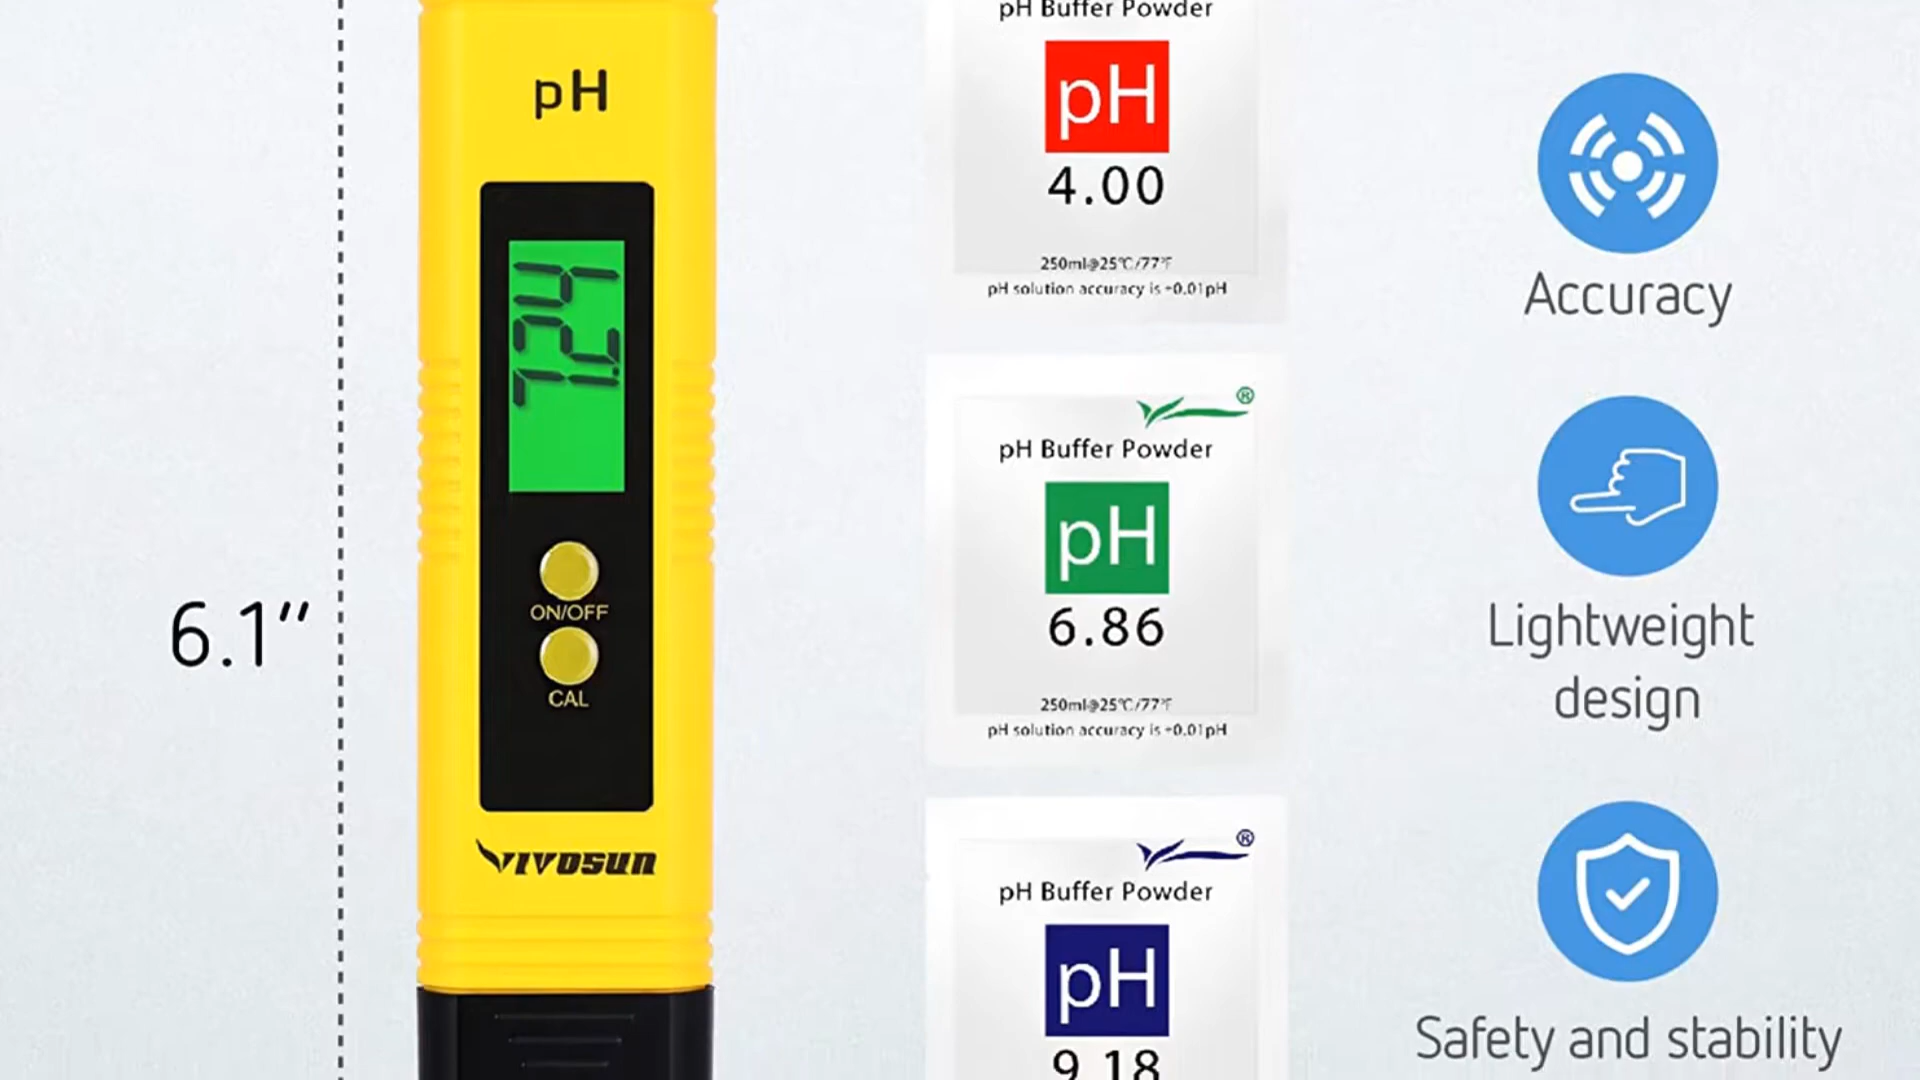 pH
7.24
ON/OFF
CAL
VIVOSUN
6.1″
pH Buffer Powder
pH
4.00
250ml@25℃/77℉
pH solution accuracy is ÷0.01pH
®
pH Buffer Powder
pH
6.86
250ml@25℃/77℉
pH solution accuracy is ÷0.01pH
®
pH Buffer Powder
pH
9.18
Accuracy
Lightweight
design
Safety and stability